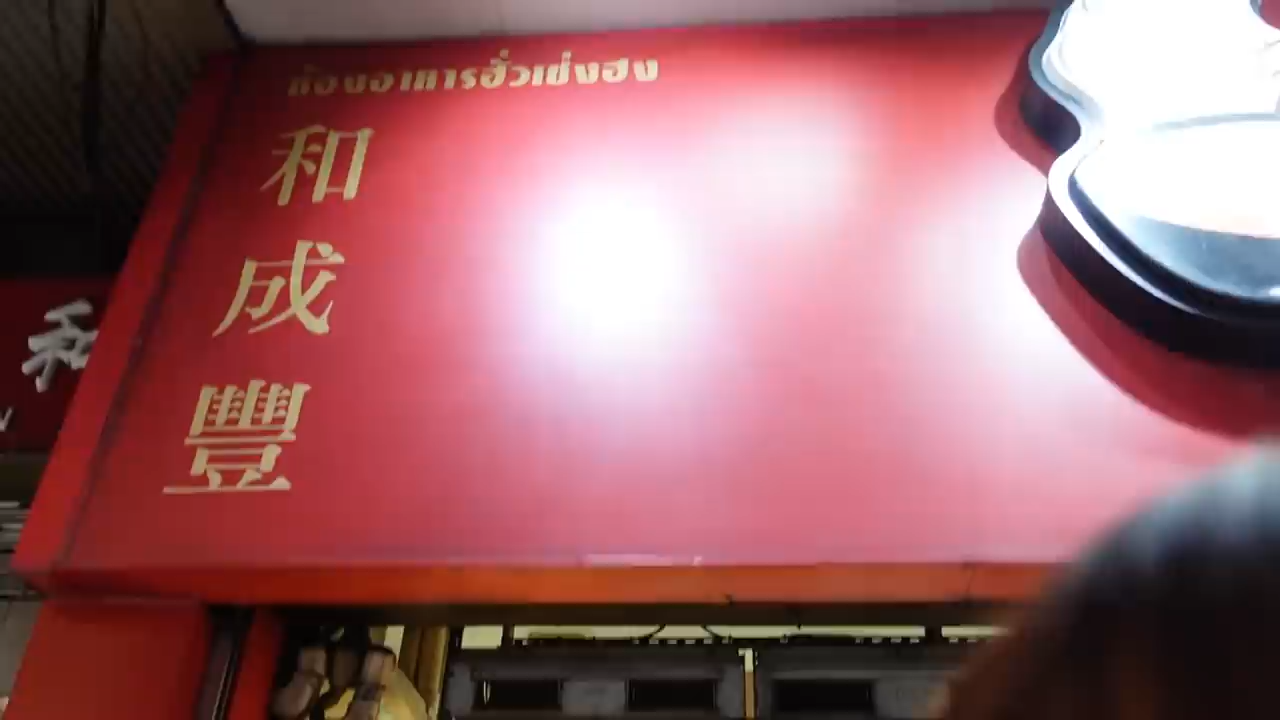 ห้องอาหารฮั่วเซ่งฮง
和
成
豐
和